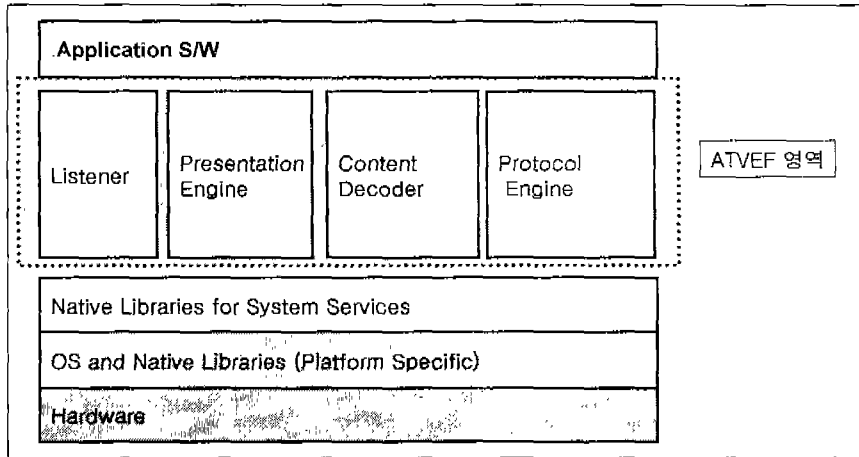 Application S/W
Listener
Presentation
Engine
Content
Decoder
Protocol
Engine
ATVEF 영역
Native Libraries for System Services
OS and Native Libraries (Platform Specific)
Hardware